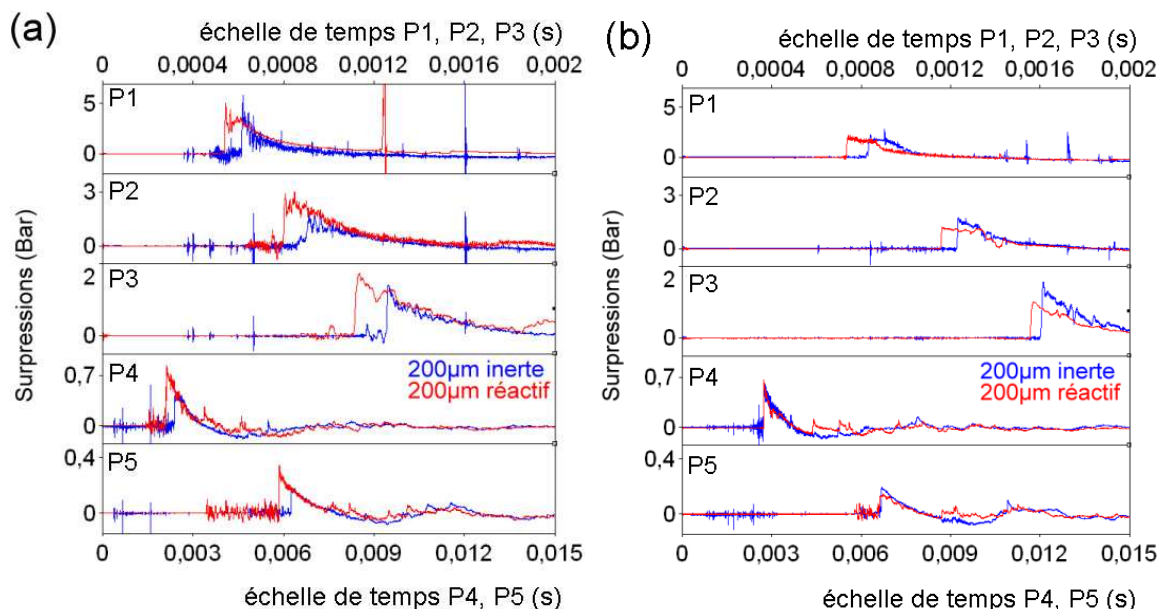 (a)
échelle de temps P1, P2, P3 (s)
0 0,0004 0,0008 0,0012 0,0016 0,002
Surpressions (Bar)
P1
5
0
P2
3
0
P3
2
0
P4
0,7
0
200µm inerte
200µm réactif
P5
0,4
0
0 0,003 0,006 0,009 0,012 0,015
échelle de temps P4, P5 (s)
(b)
échelle de temps P1, P2, P3 (s)
0 0,0004 0,0008 0,0012 0,0016 0,002
Surpressions (Bar)
P1
5
0
P2
3
0
P3
2
0
P4
0,7
0
200µm inerte
200µm réactif
P5
0,4
0
0 0,003 0,006 0,009 0,012 0,015
échelle de temps P4, P5 (s)